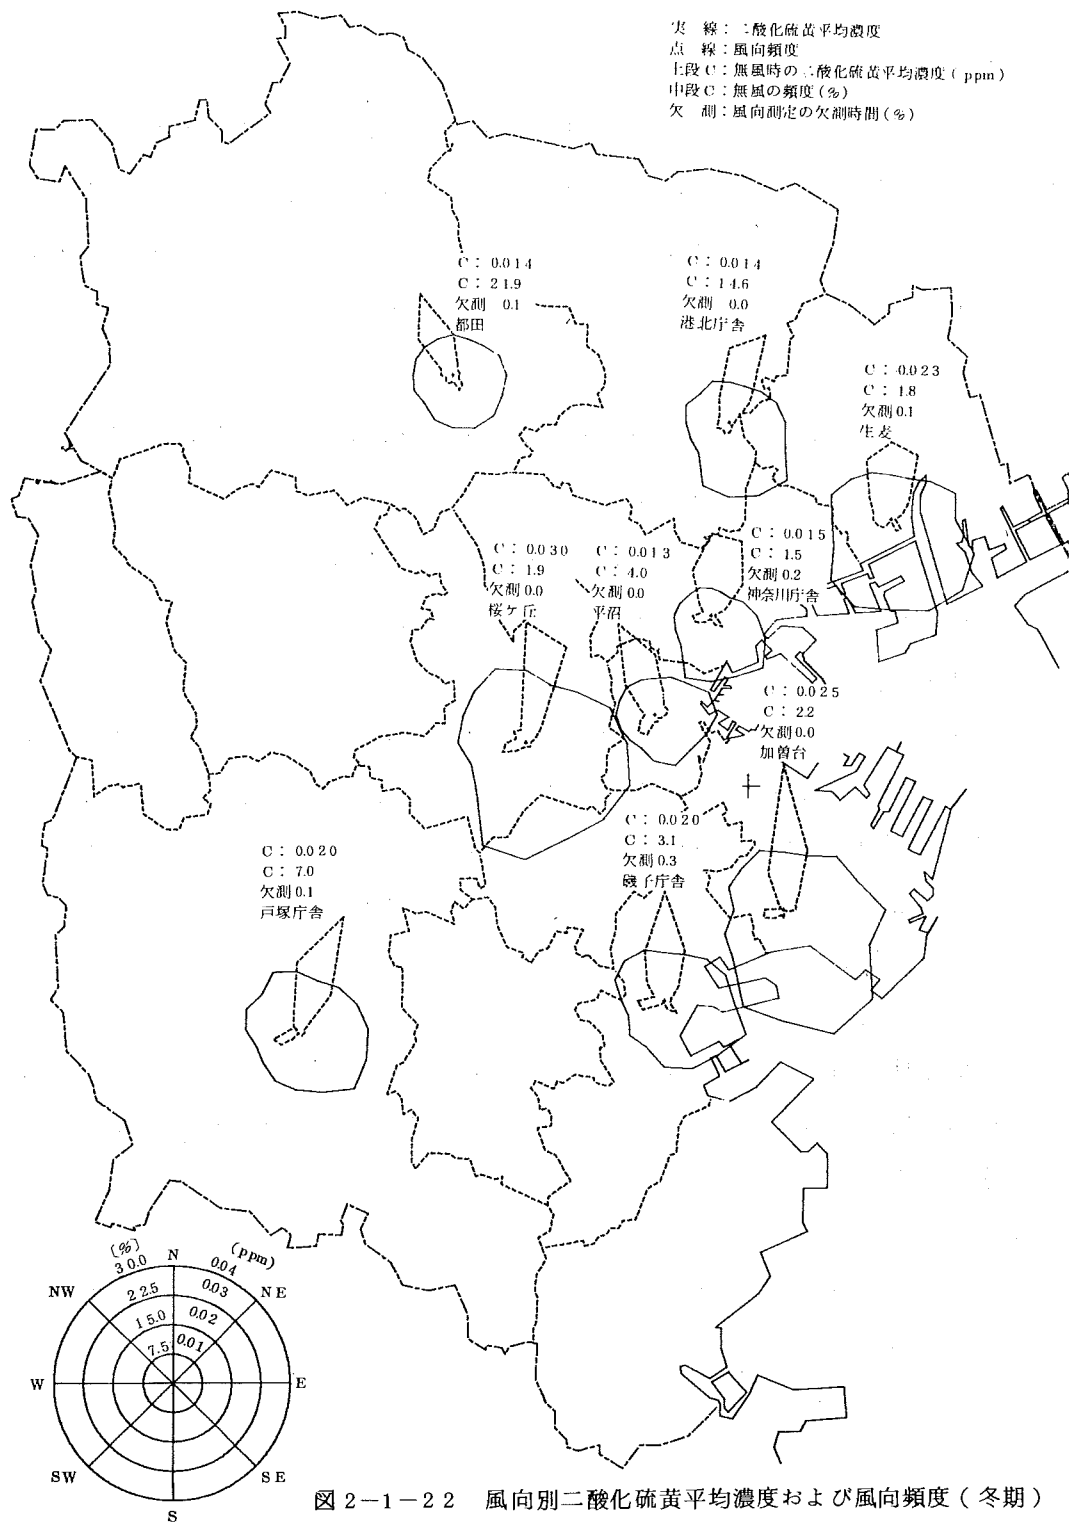 実　線：二酸化硫黄平均濃度
点　線：風向頻度
上段C：無風時の二酸化硫黄平均濃度(ppm)
中段C：無風の頻度(%)
欠　測：風向測定の欠測時間(%)
C：0.014
C：21.9
欠測 0.1
都田
C：0.014
C：14.6
欠測 0.0
港北庁舎
C：0.023
C：1.8
欠測0.1
生麦
C：0.015
C：1.5
欠測0.2
神奈川庁舎
C：0.030
C：1.9
欠測0.0
桜ケ丘
C：0.013
C：4.0
欠測0.0
平沼
C：0.025
C：2.2
欠測0.0
加曽台
C：0.020
C：3.1
欠測0.3
磯子庁舎
C：0.020
C：7.0
欠測0.1
戸塚庁舎
[%]
30.0
N
(ppm)
0.04
NW
22.5
0.03
NE
15.0
0.02
7.5
0.01
W
E
SW
SE
S
図2-1-22　風向別二酸化硫黄平均濃度および風向頻度(冬期)